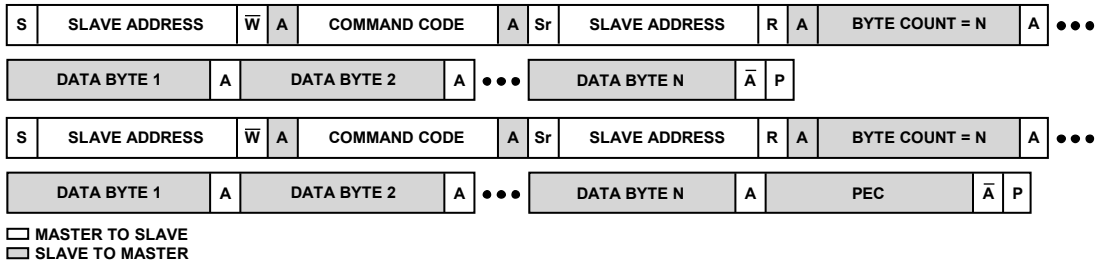 S SLAVE ADDRESS W̅ A COMMAND CODE A Sr SLAVE ADDRESS R A BYTE COUNT = N A •••
DATA BYTE 1 A DATA BYTE 2 A ••• DATA BYTE N A̅ P
S SLAVE ADDRESS W̅ A COMMAND CODE A Sr SLAVE ADDRESS R A BYTE COUNT = N A •••
DATA BYTE 1 A DATA BYTE 2 A ••• DATA BYTE N A PEC A̅ P
MASTER TO SLAVE
SLAVE TO MASTER